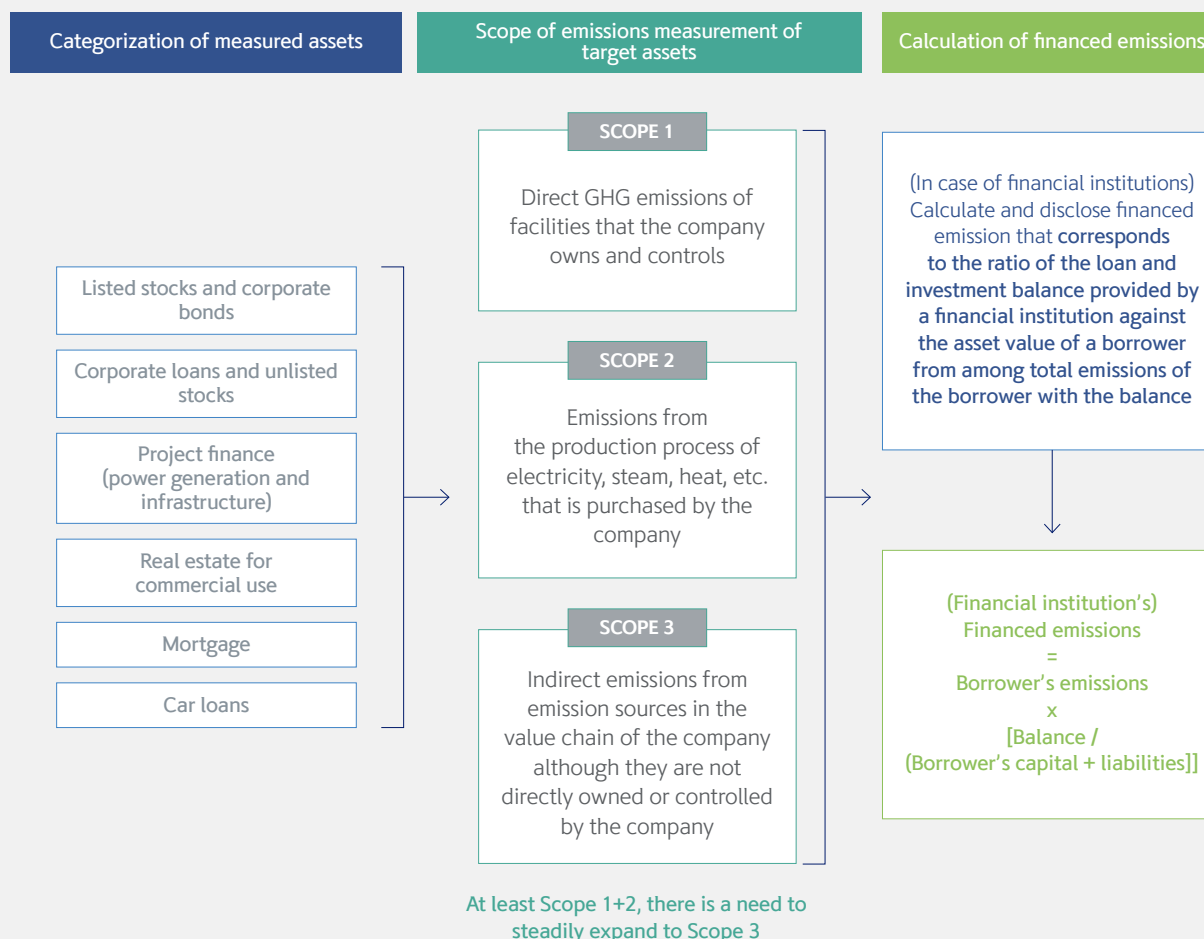 Categorization of measured assets
Scope of emissions measurement of
target assets
Calculation of financed emissions
Listed stocks and corporate
bonds
Corporate loans and unlisted
stocks
Project finance
(power generation and
infrastructure)
Real estate for
commercial use
Mortgage
Car loans
SCOPE 1
Direct GHG emissions of
facilities that the company
owns and controls
SCOPE 2
Emissions from
the production process of
electricity, steam, heat, etc.
that is purchased by the
company
SCOPE 3
Indirect emissions from
emission sources in the
value chain of the company
although they are not
directly owned or controlled
by the company
At least Scope 1+2, there is a need to
steadily expand to Scope 3
(In case of financial institutions)
Calculate and disclose financed
emission that corresponds
to the ratio of the loan and
investment balance provided by
a financial institution against
the asset value of a borrower
from among total emissions of
the borrower with the balance
(Financial institution's)
Financed emissions
=
Borrower's emissions
x
[Balance /
(Borrower's capital + liabilities]]